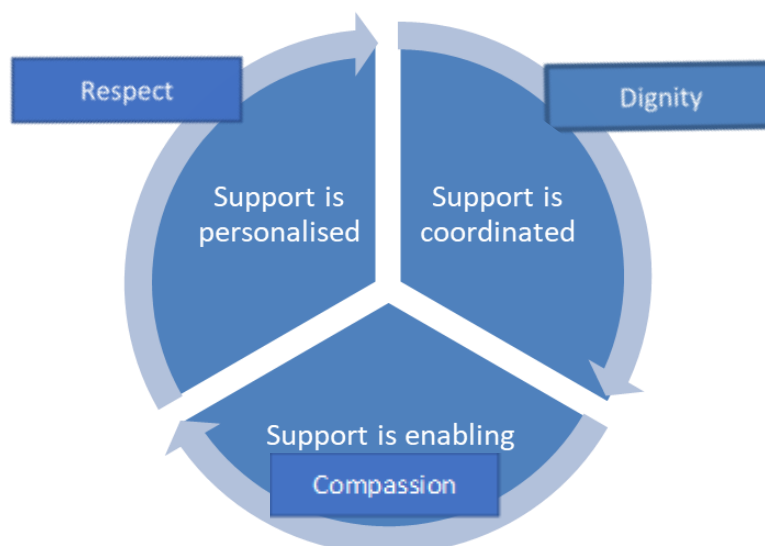 Respect
Dignity
Support is
personalised
Support is
coordinated
Support is enabling
Compassion